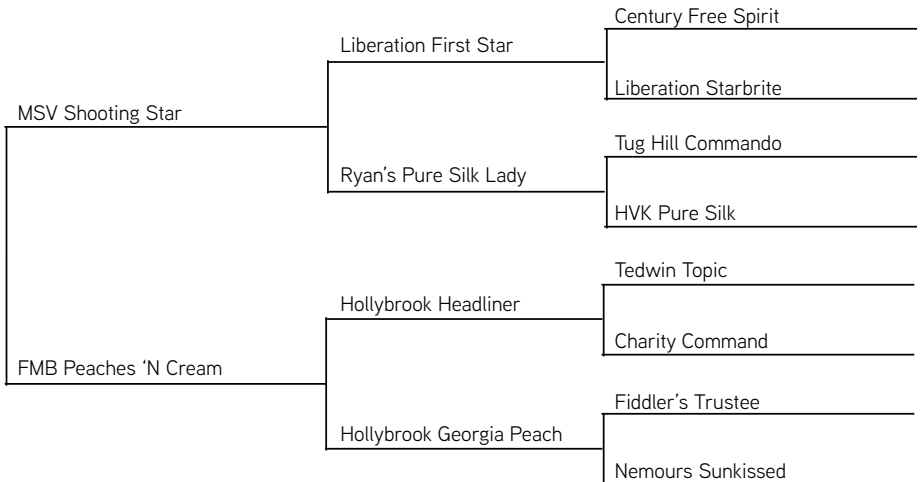 Century Free Spirit
Liberation First Star
Liberation Starbrite
MSV Shooting Star
Tug Hill Commando
Ryan's Pure Silk Lady
HVK Pure Silk
Tedwin Topic
Hollybrook Headliner
Charity Command
FMB Peaches ‘N Cream
Fiddler's Trustee
Hollybrook Georgia Peach
Nemours Sunkissed